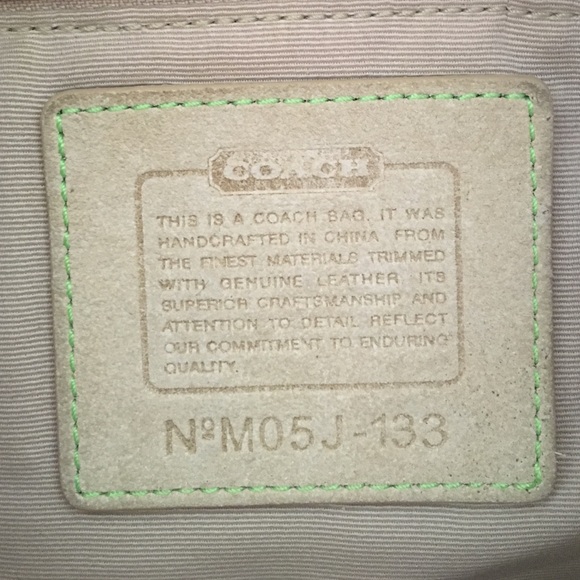 COACH
THIS IS A COACH BAG. IT WAS
HANDCRAFTED IN CHINA FROM
THE FINEST MATERIALS TRIMMED
WITH GENUINE LEATHER ITS
SUPERIOR CRAFTSMANSHIP AND
ATTENTION TO DETAIL REFLECT
OUR COMMITMENT TO ENDURING
QUALITY.
NºM05J-133